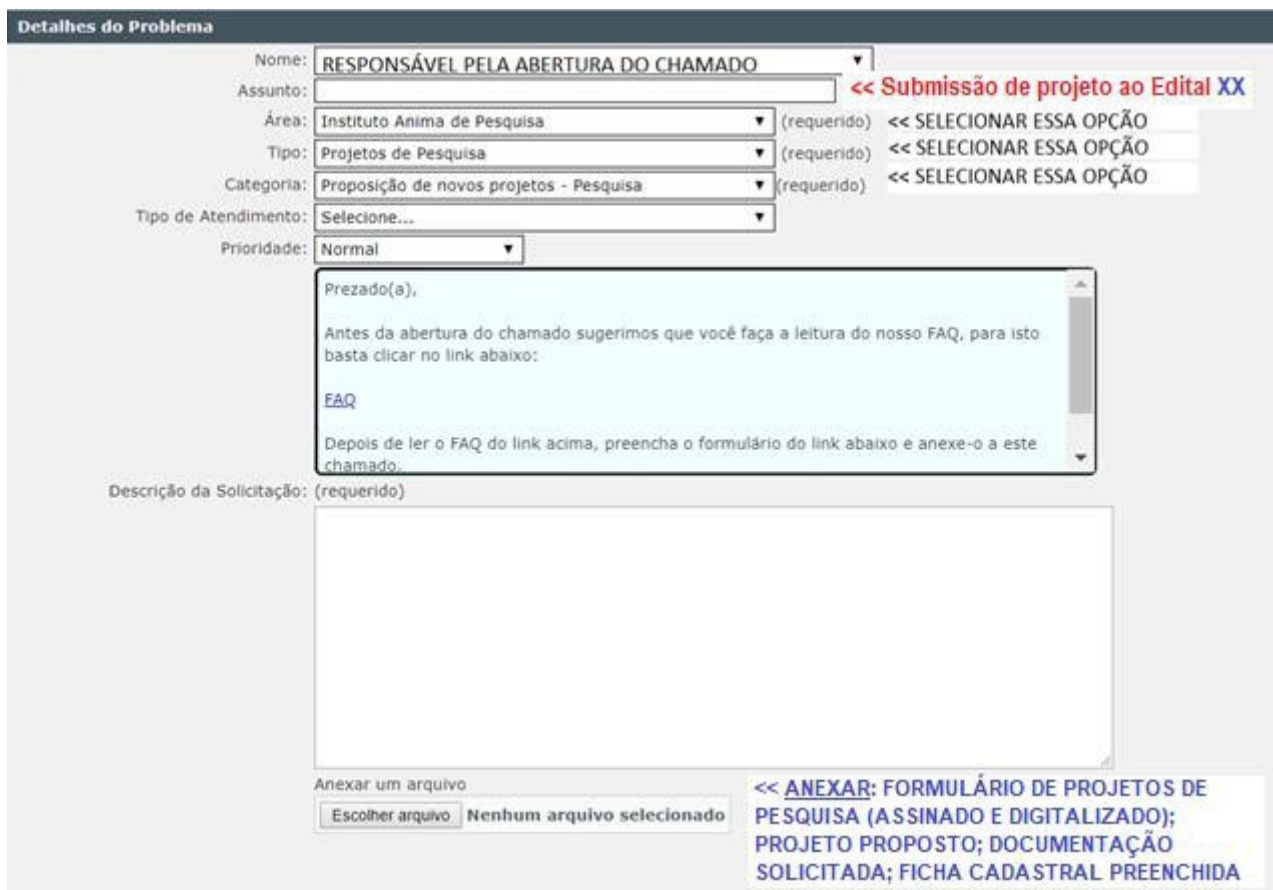 Detalhes do Problema
Nome: RESPONSÁVEL PELA ABERTURA DO CHAMADO
Assunto: << Submissão de projeto ao Edital XX
Área: Instituto Anima de Pesquisa (requerido) << SELECIONAR ESSA OPÇÃO
Tipo: Projetos de Pesquisa (requerido) << SELECIONAR ESSA OPÇÃO
Categoria: Proposição de novos projetos - Pesquisa (requerido) << SELECIONAR ESSA OPÇÃO
Tipo de Atendimento: Selecione...
Prioridade: Normal
Prezado(a),
Antes da abertura do chamado sugerimos que você faça a leitura do nosso FAQ, para isto
basta clicar no link abaixo:
FAQ
Depois de ler o FAQ do link acima, preencha o formulário do link abaixo e anexe-o a este
chamado.
Descrição da Solicitação: (requerido)
Anexar um arquivo
Escolher arquivo Nenhum arquivo selecionado
<< ANEXAR: FORMULÁRIO DE PROJETOS DE
PESQUISA (ASSINADO E DIGITALIZADO);
PROJETO PROPOSTO; DOCUMENTAÇÃO
SOLICITADA; FICHA CADASTRAL PREENCHIDA